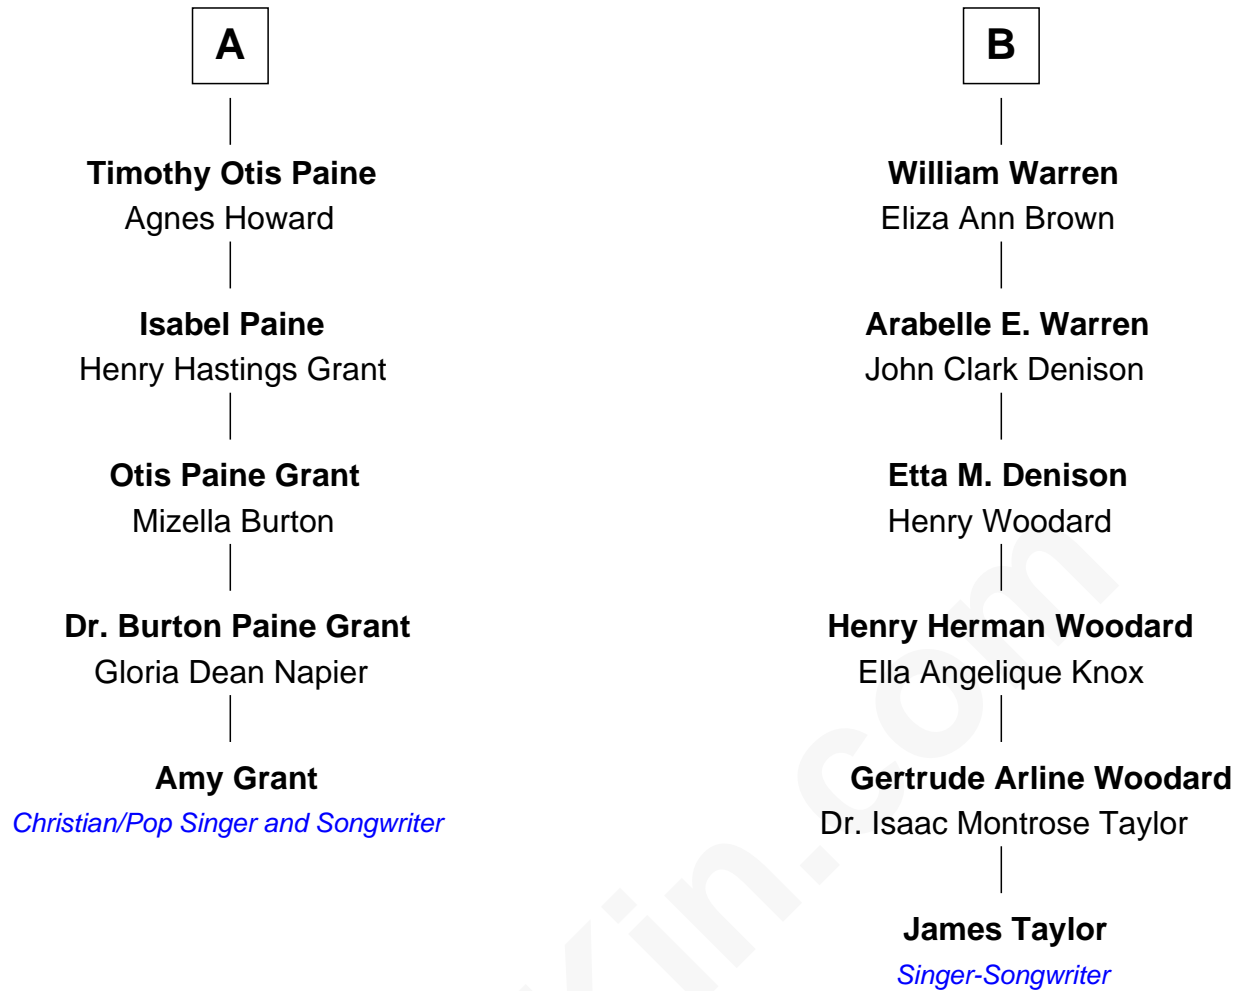 A
Timothy Otis Paine
Agnes Howard
Isabel Paine
Henry Hastings Grant
Otis Paine Grant
Mizella Burton
Dr. Burton Paine Grant
Gloria Dean Napier
Amy Grant
Christian/Pop Singer and Songwriter
B
William Warren
Eliza Ann Brown
Arabelle E. Warren
John Clark Denison
Etta M. Denison
Henry Woodard
Henry Herman Woodard
Ella Angelique Knox
Gertrude Arline Woodard
Dr. Isaac Montrose Taylor
James Taylor
Singer-Songwriter
Kin.com